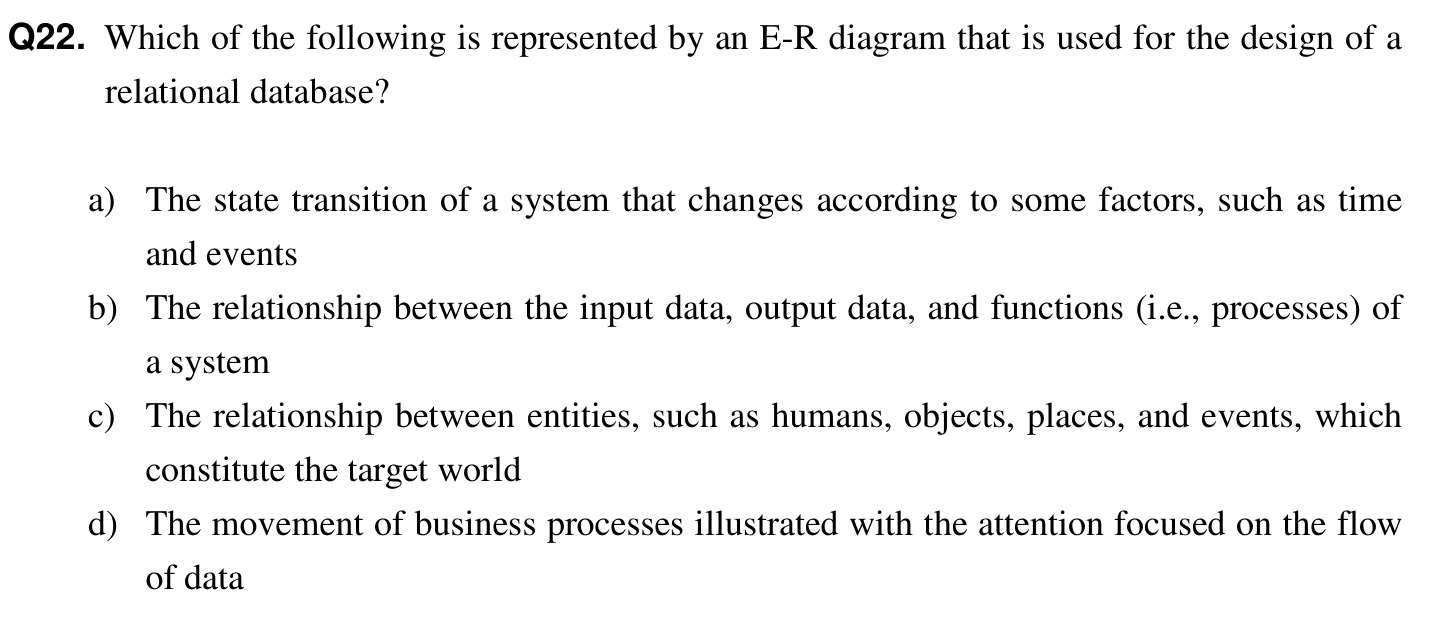 Q22. Which of the following is represented by an E-R diagram that is used for the design of a
relational database?
a) The state transition of a system that changes according to some factors, such as time
and events
b) The relationship between the input data, output data, and functions (i.e., processes) of
a system
c) The relationship between entities, such as humans, objects, places, and events, which
constitute the target world
d) The movement of business processes illustrated with the attention focused on the flow
of data